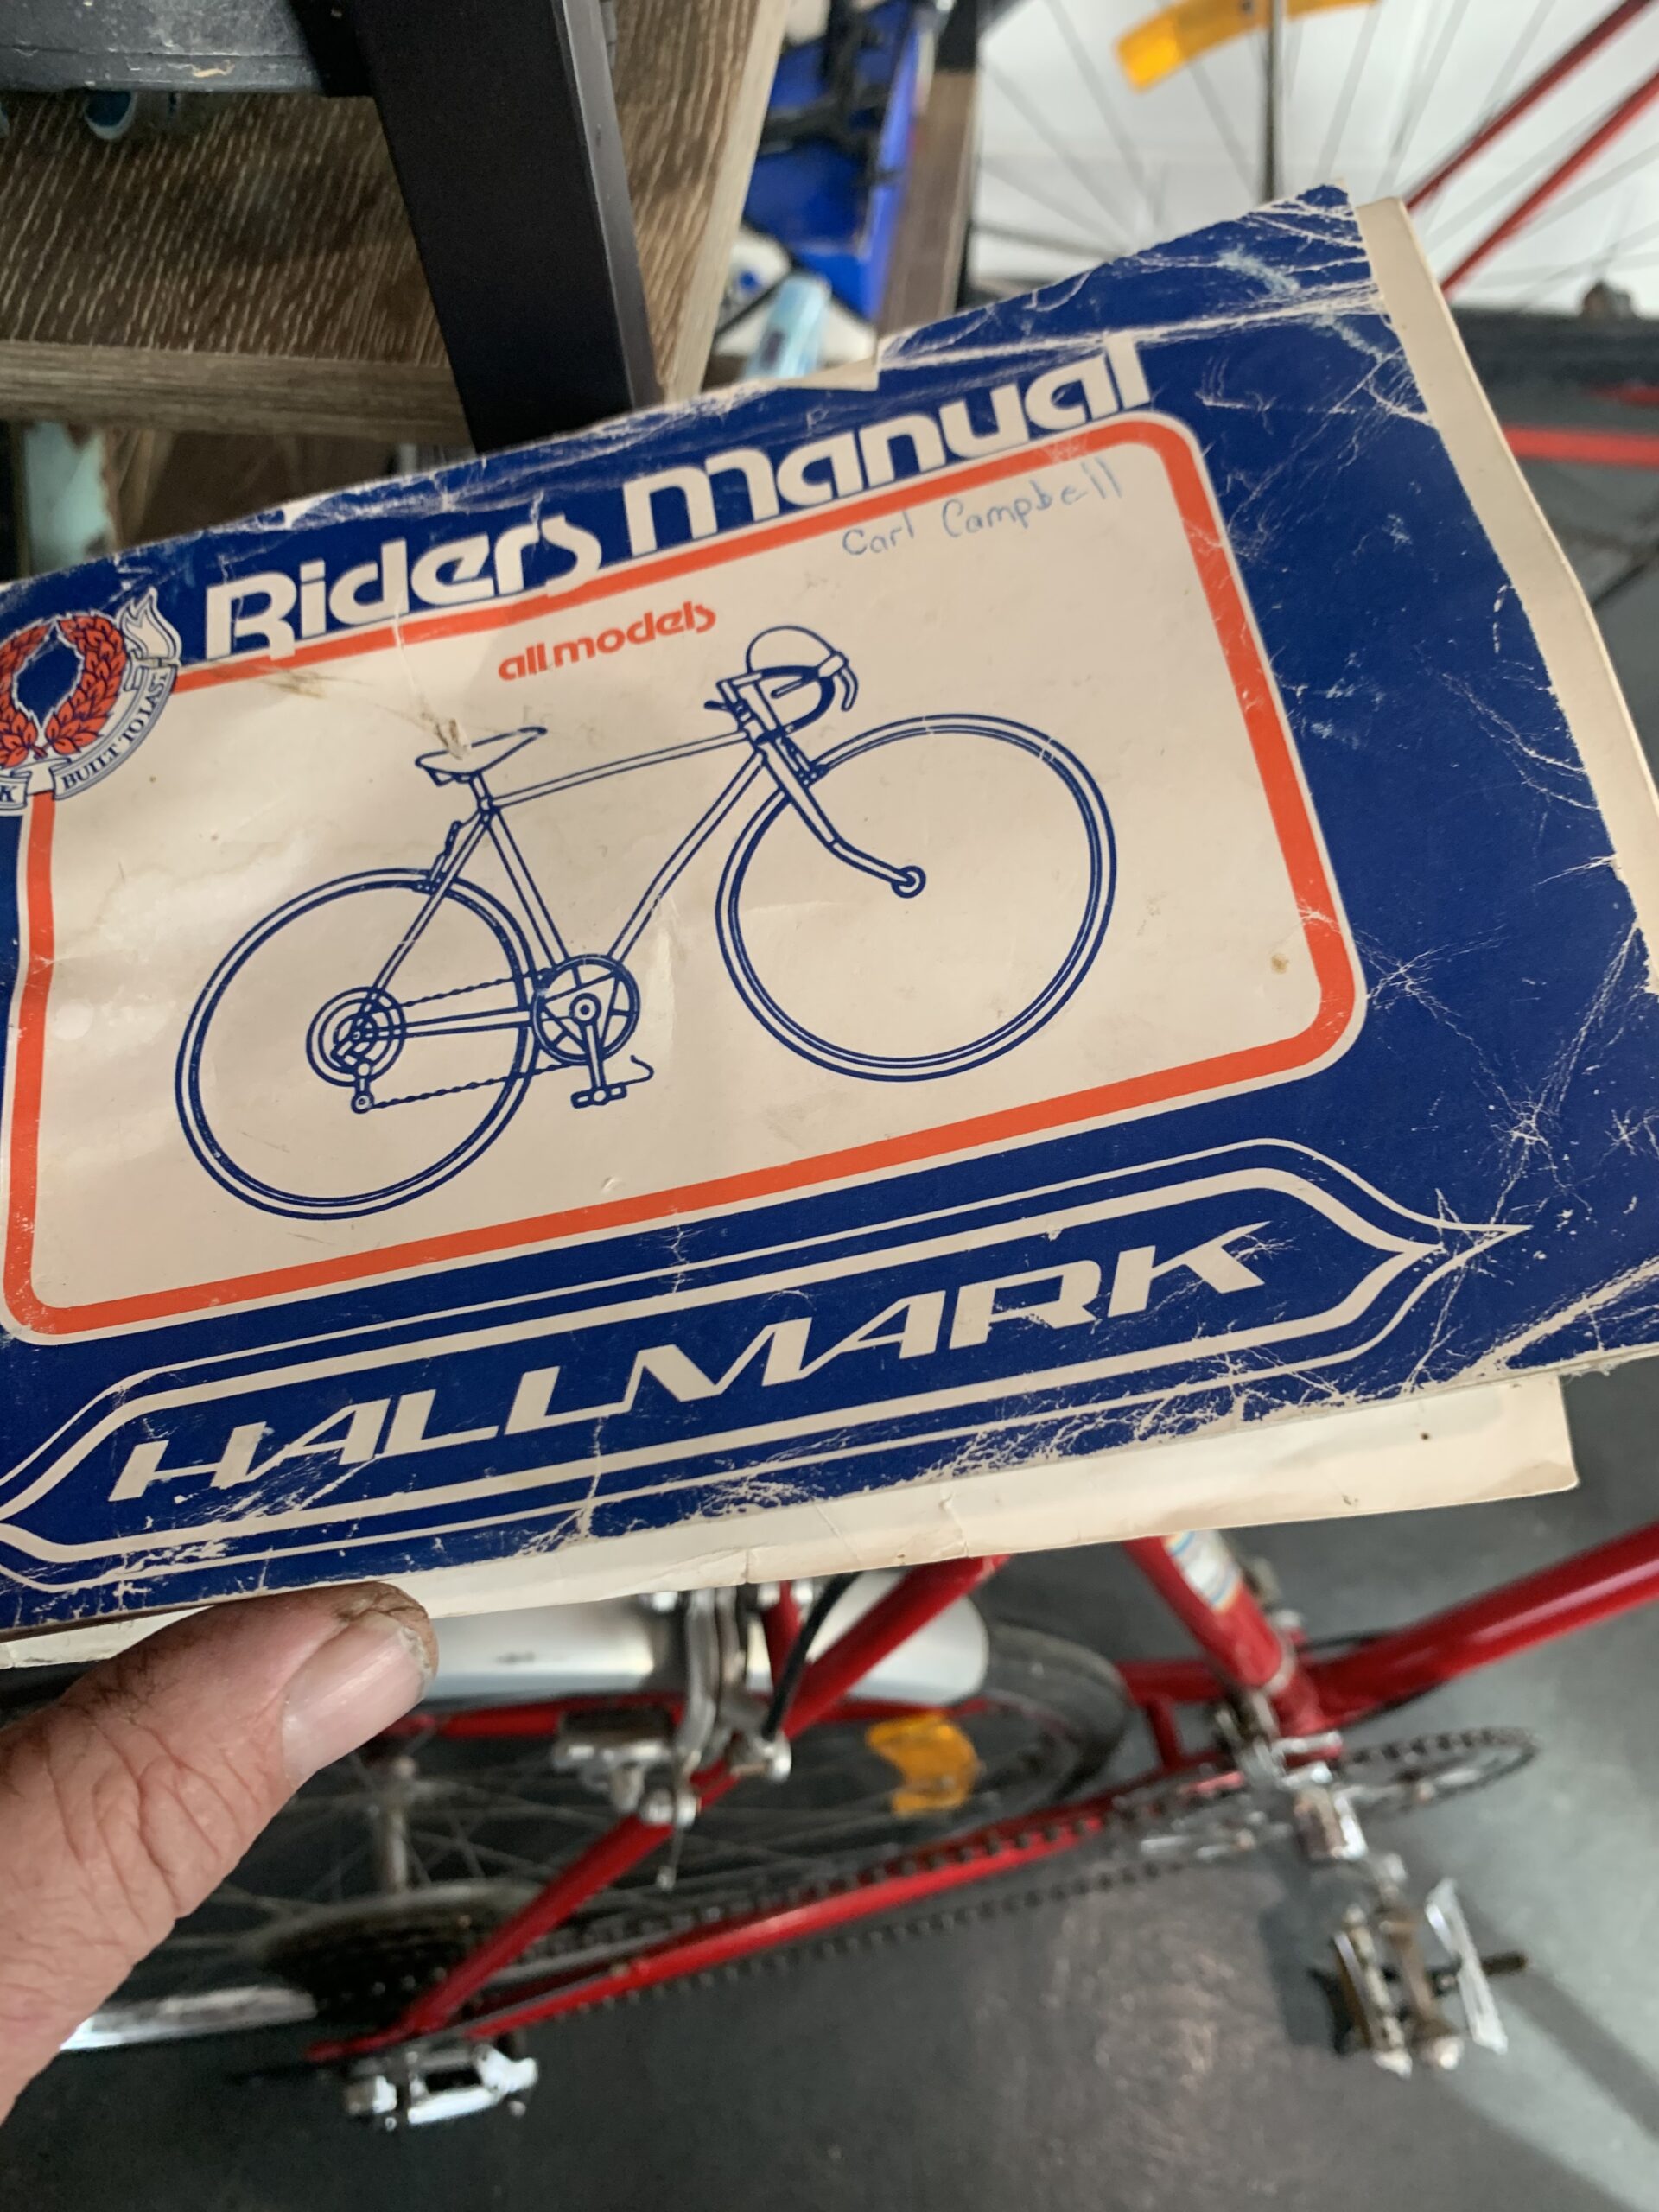 Riders manual
Carl Campbell
all models
K BUILT TO LAST
HALLMARK